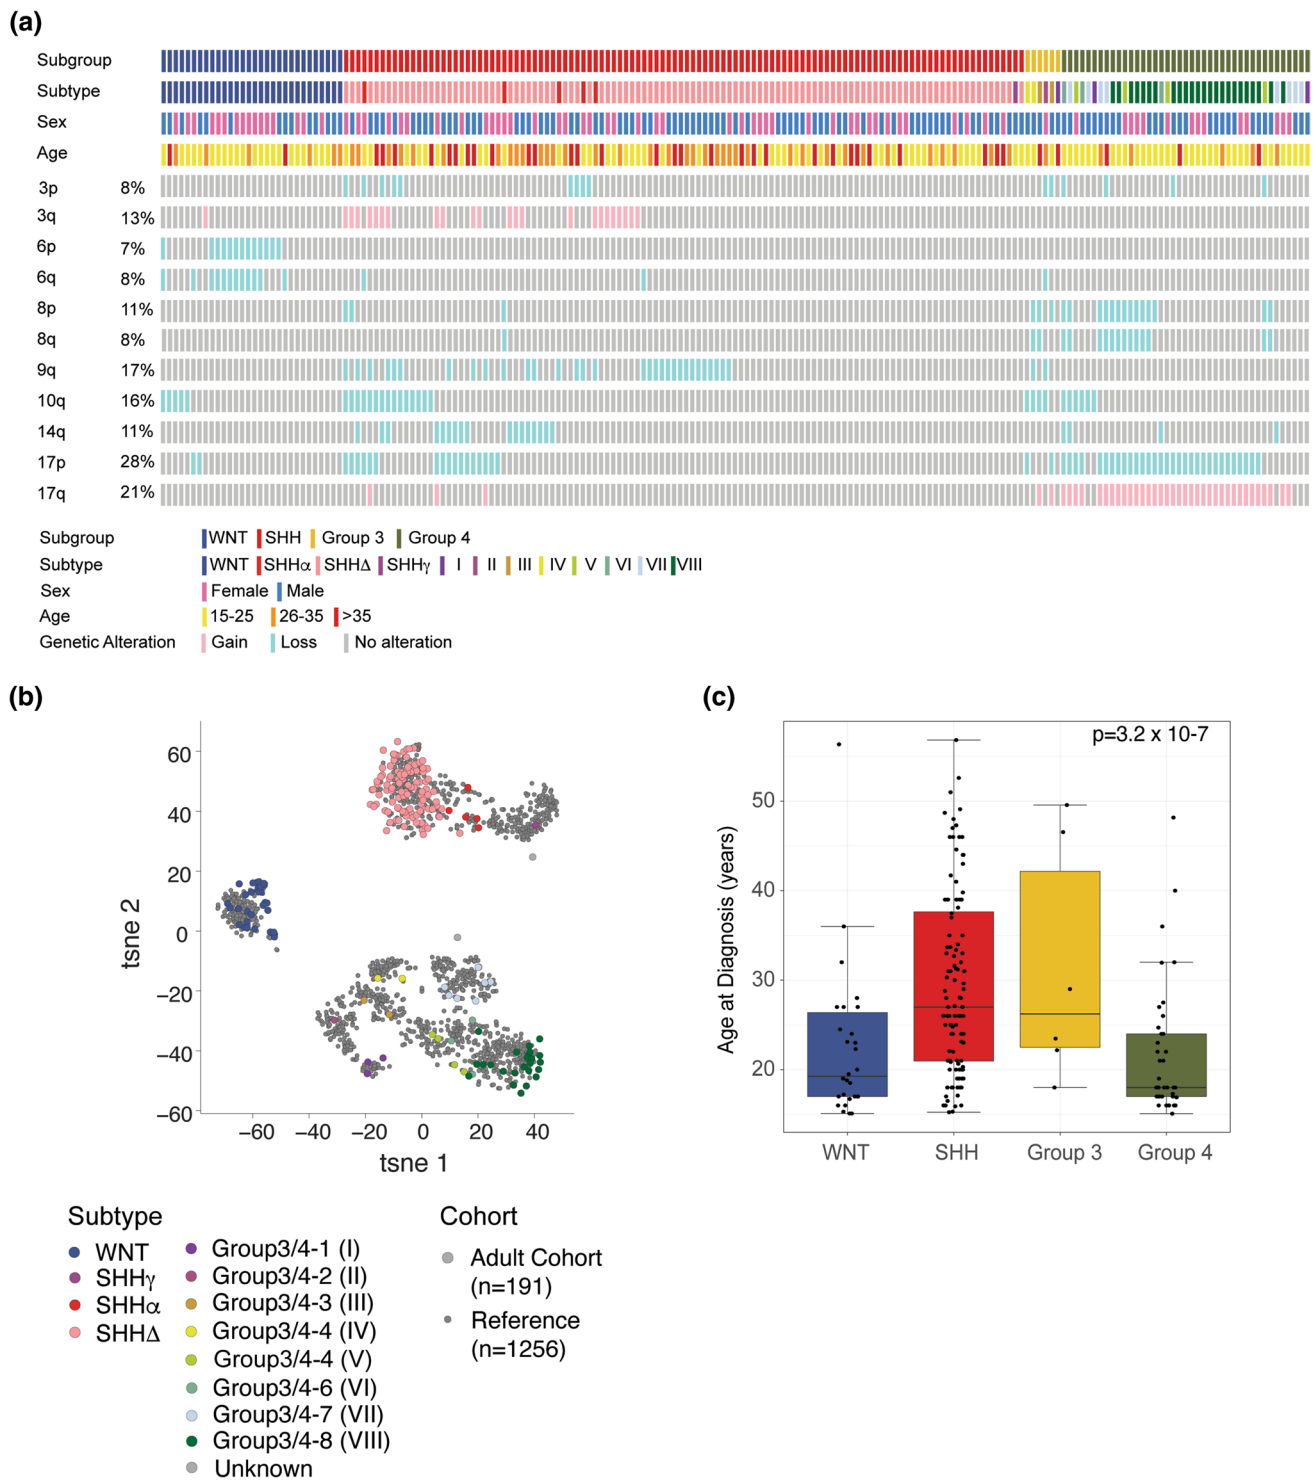 (a)
Subgroup
Subtype
Sex
Age
3p 8%
3q 13%
6p 7%
6q 8%
8p 11%
8q 8%
9q 17%
10q 16%
14q 11%
17p 28%
17q 21%
Subgroup WNT SHH Group 3 Group 4
Subtype WNT SHHα SHHΔ SHHγ I II III IV V VI VII VIII
Sex Female Male
Age 15-25 26-35 >35
Genetic Alteration Gain Loss No alteration
(b)
60
40
20
0
−20
−40
−60
tsne 2
−60 −40 −20 0 20 40
tsne 1
Subtype
WNT
SHHγ
SHHα
SHHΔ
Group3/4-1 (I)
Group3/4-2 (II)
Group3/4-3 (III)
Group3/4-4 (IV)
Group3/4-4 (V)
Group3/4-6 (VI)
Group3/4-7 (VII)
Group3/4-8 (VIII)
Unknown
Cohort
Adult Cohort
(n=191)
Reference
(n=1256)
(c)
p=3.2 x 10-7
50
40
30
20
Age at Diagnosis (years)
WNT SHH Group 3 Group 4